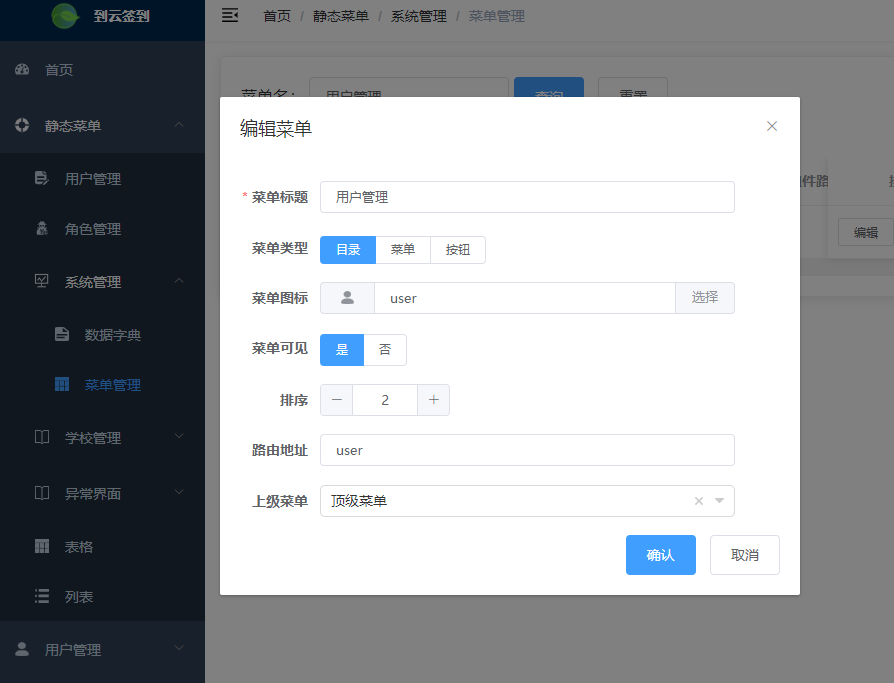 到云签到
首页 / 静态菜单 / 系统管理 / 菜单管理
首页
静态菜单
用户管理
角色管理
系统管理
数据字典
菜单管理
学校管理
异常界面
表格
列表
用户管理
菜单名：
用户管理
查询
重置
件路
编辑
编辑菜单
* 菜单标题 用户管理
菜单类型 目录 菜单 按钮
菜单图标 user 选择
菜单可见 是 否
排序 2
路由地址 user
上级菜单 顶级菜单
确认 取消